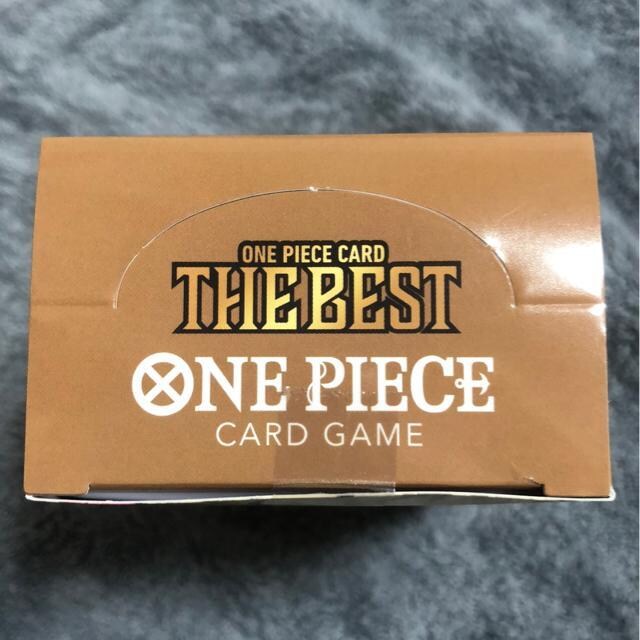 ONE PIECE CARD
THE BEST
ONE PIECE
CARD GAME